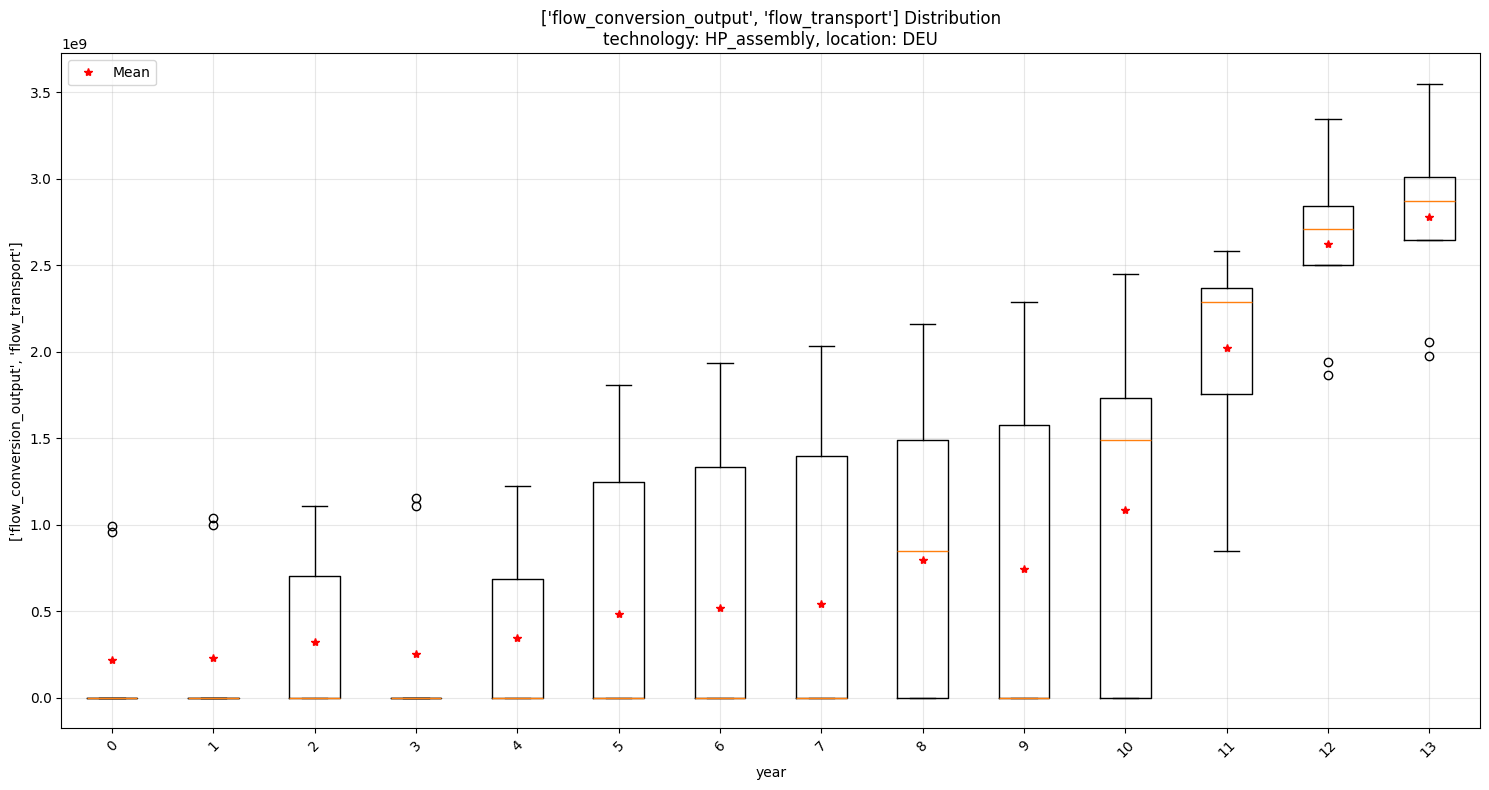 ['flow_conversion_output', 'flow_transport'] Distribution
technology: HP_assembly, location: DEU
1e9
Mean
3.5
3.0
2.5
2.0
1.5
1.0
0.5
0.0
['flow_conversion_output', 'flow_transport']
0 1 2 3 4 5 6 7 8 9 10 11 12 13
year